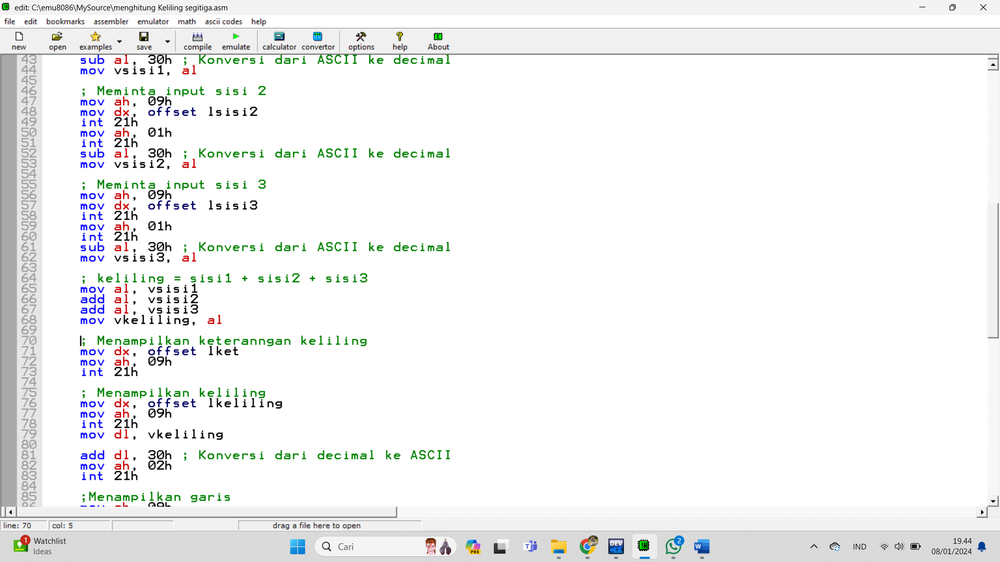 edit: C:\emu8086\MySource\menghitung Keliling segitiga.asm
file edit bookmarks assembler emulator math ascii codes help
new open examples save compile emulate calculator convertor options help About
43 sub al, 30h ; Konversi dari ASCII ke decimal
44 mov vsisi1, al
45
46 ; Meminta input sisi 2
47 mov ah, 09h
48 mov dx, offset lsisi2
49 int 21h
50 mov ah, 01h
51 int 21h
52 sub al, 30h ; Konversi dari ASCII ke decimal
53 mov vsisi2, al
54
55 ; Meminta input sisi 3
56 mov ah, 09h
57 mov dx, offset lsisi3
58 int 21h
59 mov ah, 01h
60 int 21h
61 sub al, 30h ; Konversi dari ASCII ke decimal
62 mov vsisi3, al
63
64 ; keliling = sisi1 + sisi2 + sisi3
65 mov al, vsisi1
66 add al, vsisi2
67 add al, vsisi3
68 mov vkeliling, al
69
70 ; Menampilkan keteranngan keliling
71 mov dx, offset lket
72 mov ah, 09h
73 int 21h
74
75 ; Menampilkan keliling
76 mov dx, offset lkeliling
77 mov ah, 09h
78 int 21h
79 mov dl, vkeliling
80
81 add dl, 30h ; Konversi dari decimal ke ASCII
82 mov ah, 02h
83 int 21h
84
85 ;Menampilkan garis
86 mov ah, 09h
line: 70 col: 5 drag a file here to open
1 Watchlist
Ideas
Cari
PRE
DEV
C++
2
W
IND
19.44
08/01/2024